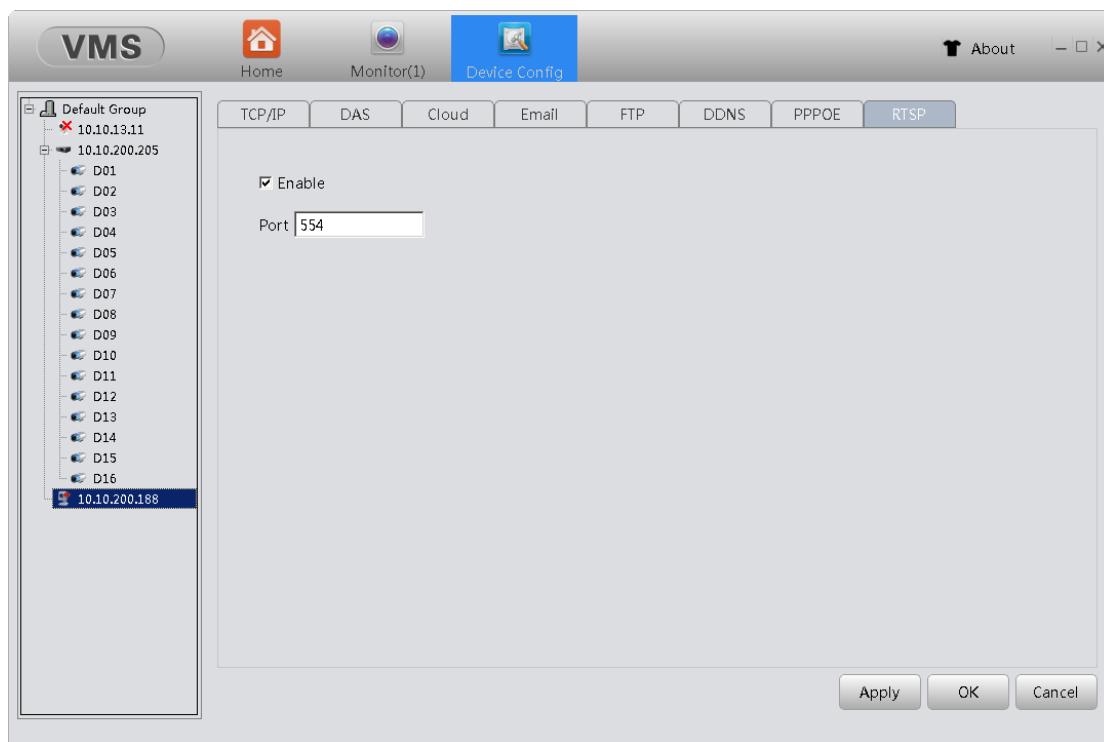 VMS
Home
Monitor(1)
Device Config
About
Default Group
10.10.13.11
10.10.200.205
D01
D02
D03
D04
D05
D06
D07
D08
D09
D10
D11
D12
D13
D14
D15
D16
10.10.200.188
TCP/IP
DAS
Cloud
Email
FTP
DDNS
PPPOE
RTSP
Enable
Port 554
Apply
OK
Cancel